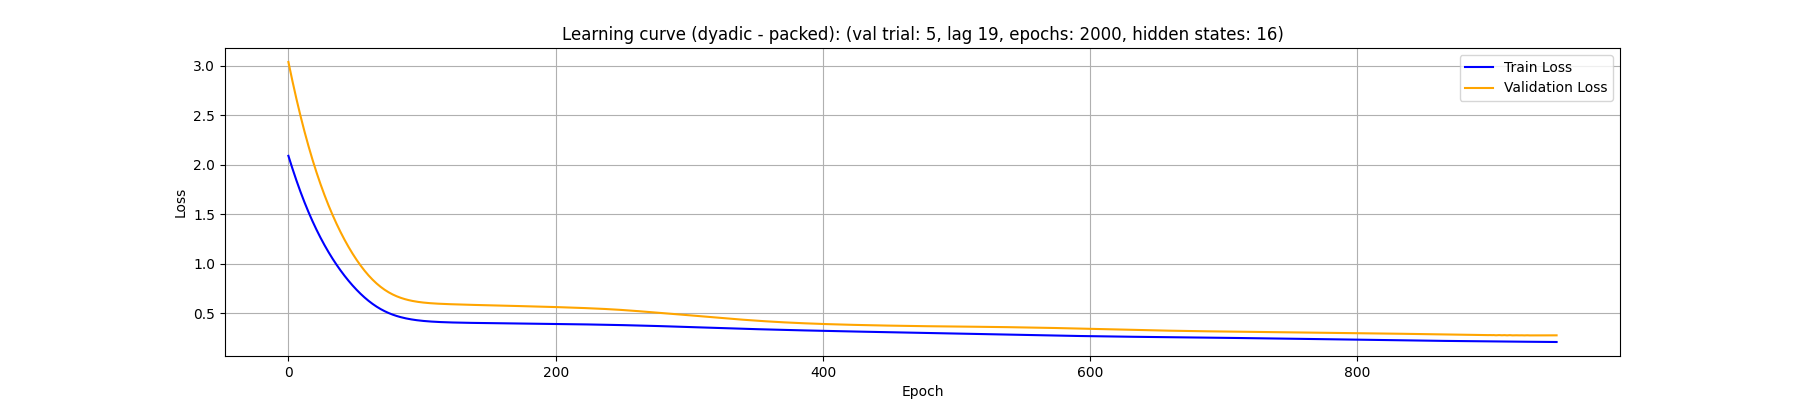 Learning curve (dyadic - packed): (val trial: 5, lag 19, epochs: 2000, hidden states: 16)
Train Loss
Validation Loss
3.0
2.5
2.0
1.5
1.0
0.5
Loss
0 200 400 600 800
Epoch